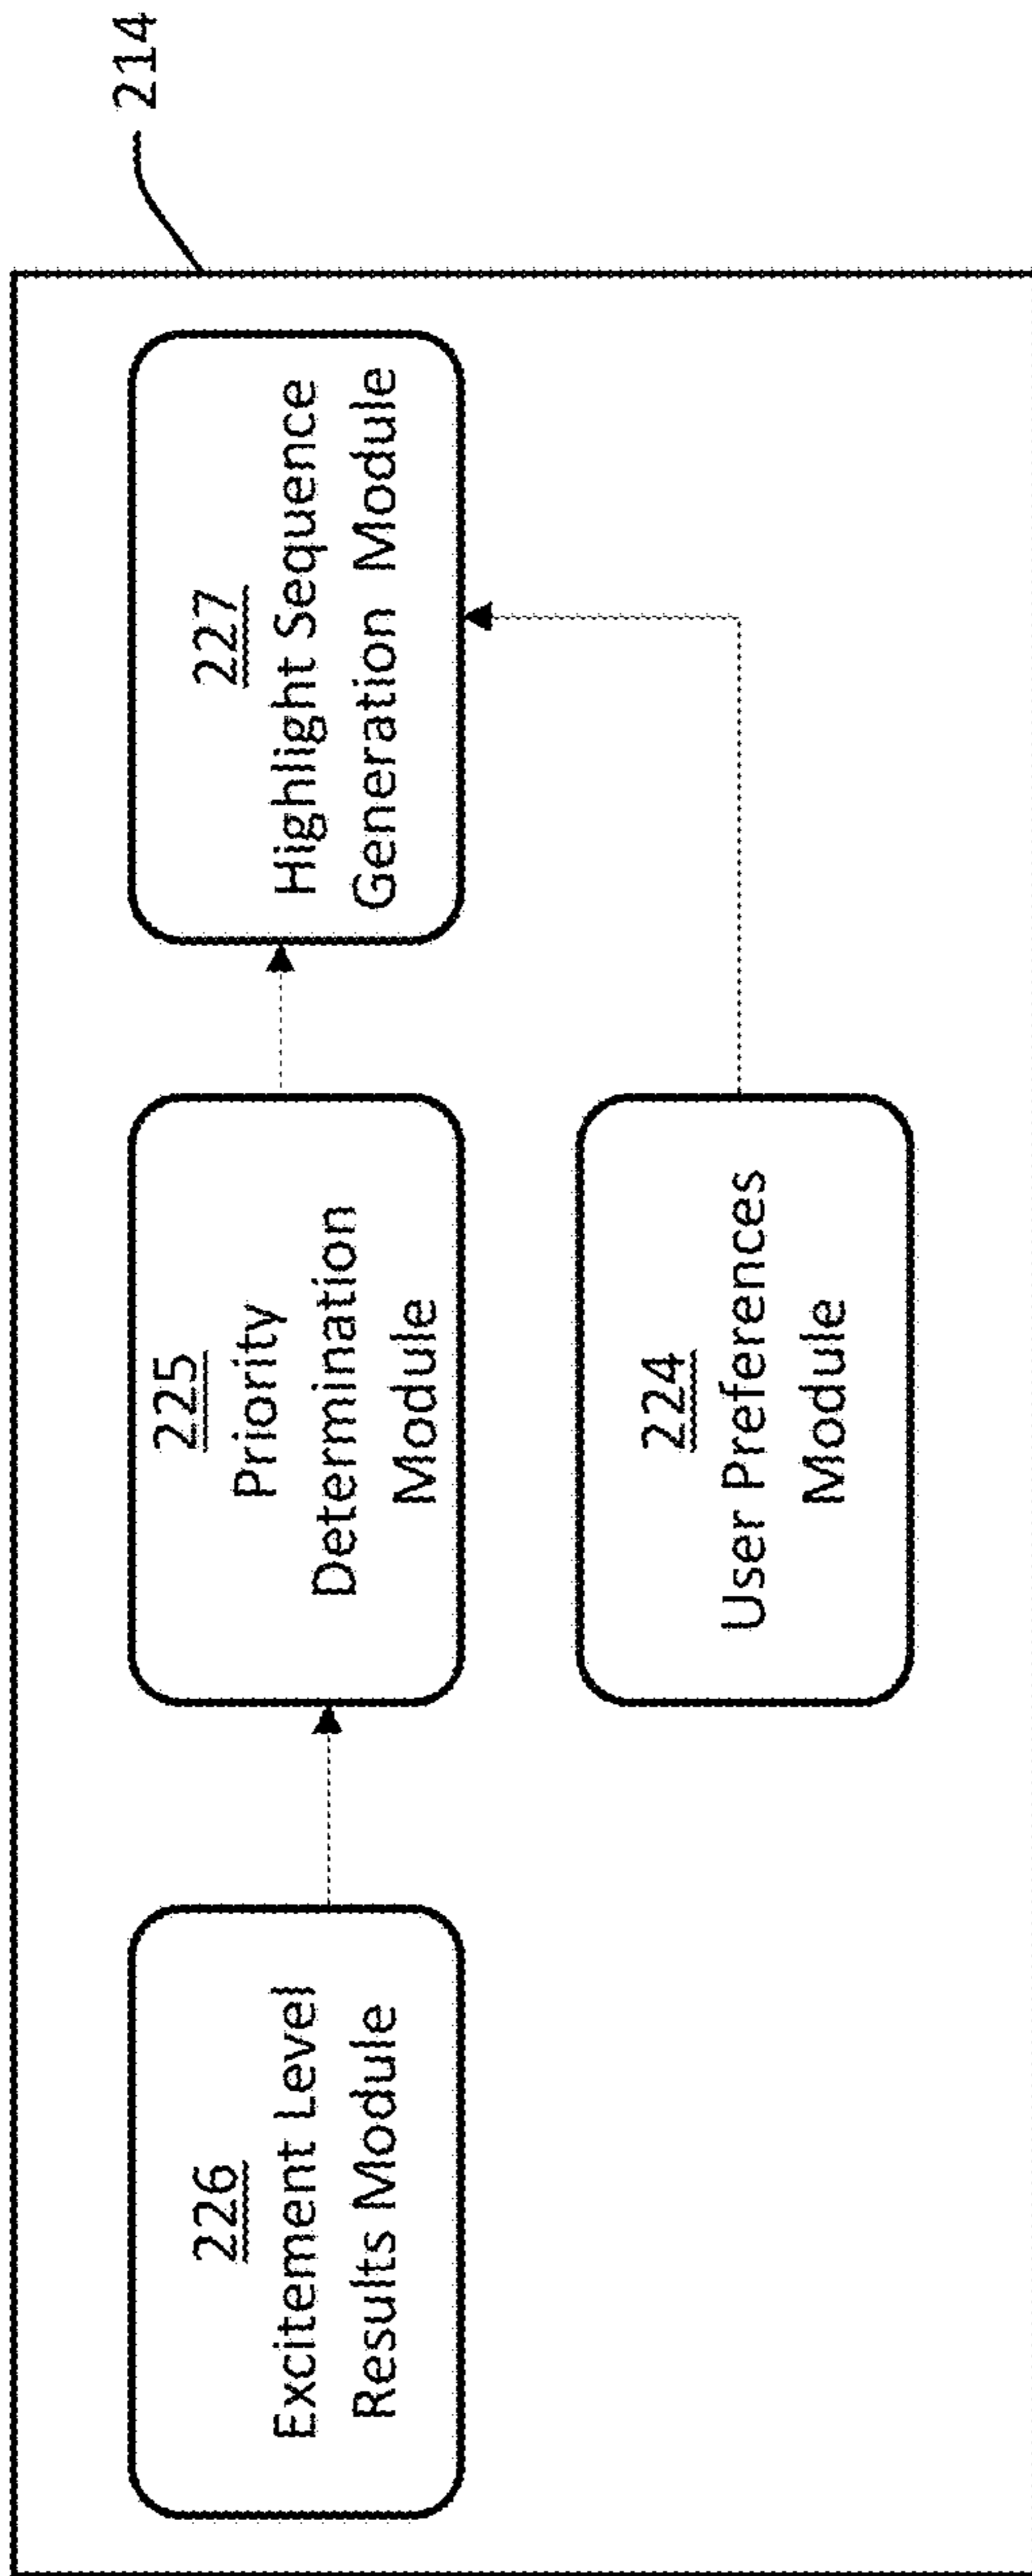 214
226
Excitement Level
Results Module
225
Priority
Determination
Module
227
Highlight Sequence
Generation Module
224
User Preferences
Module